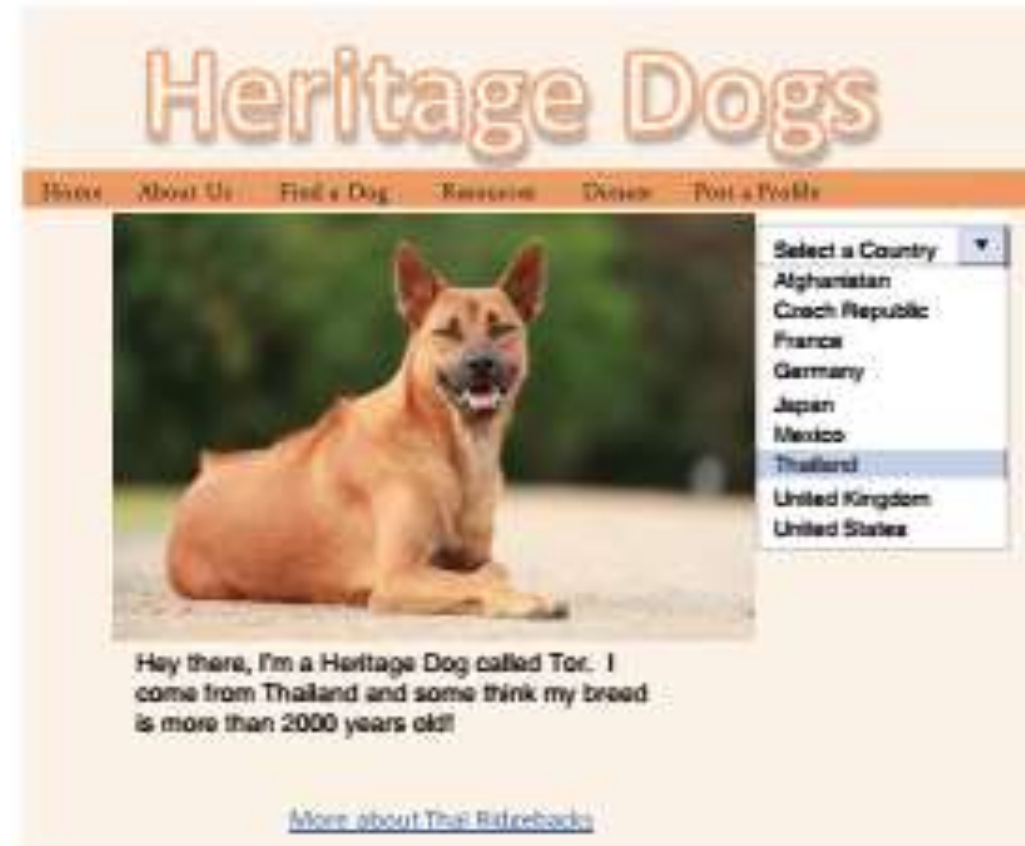 Heritage Dogs
Home About Us Find a Dog Resources Donate Post a Profile
Select a Country ▼
Afghanistan
Czech Republic
France
Germany
Japan
Mexico
Thailand
United Kingdom
United States
Hey there, I'm a Heritage Dog called Tor. I
come from Thailand and some think my breed
is more than 2000 years old!
More about Thai Ridgebacks